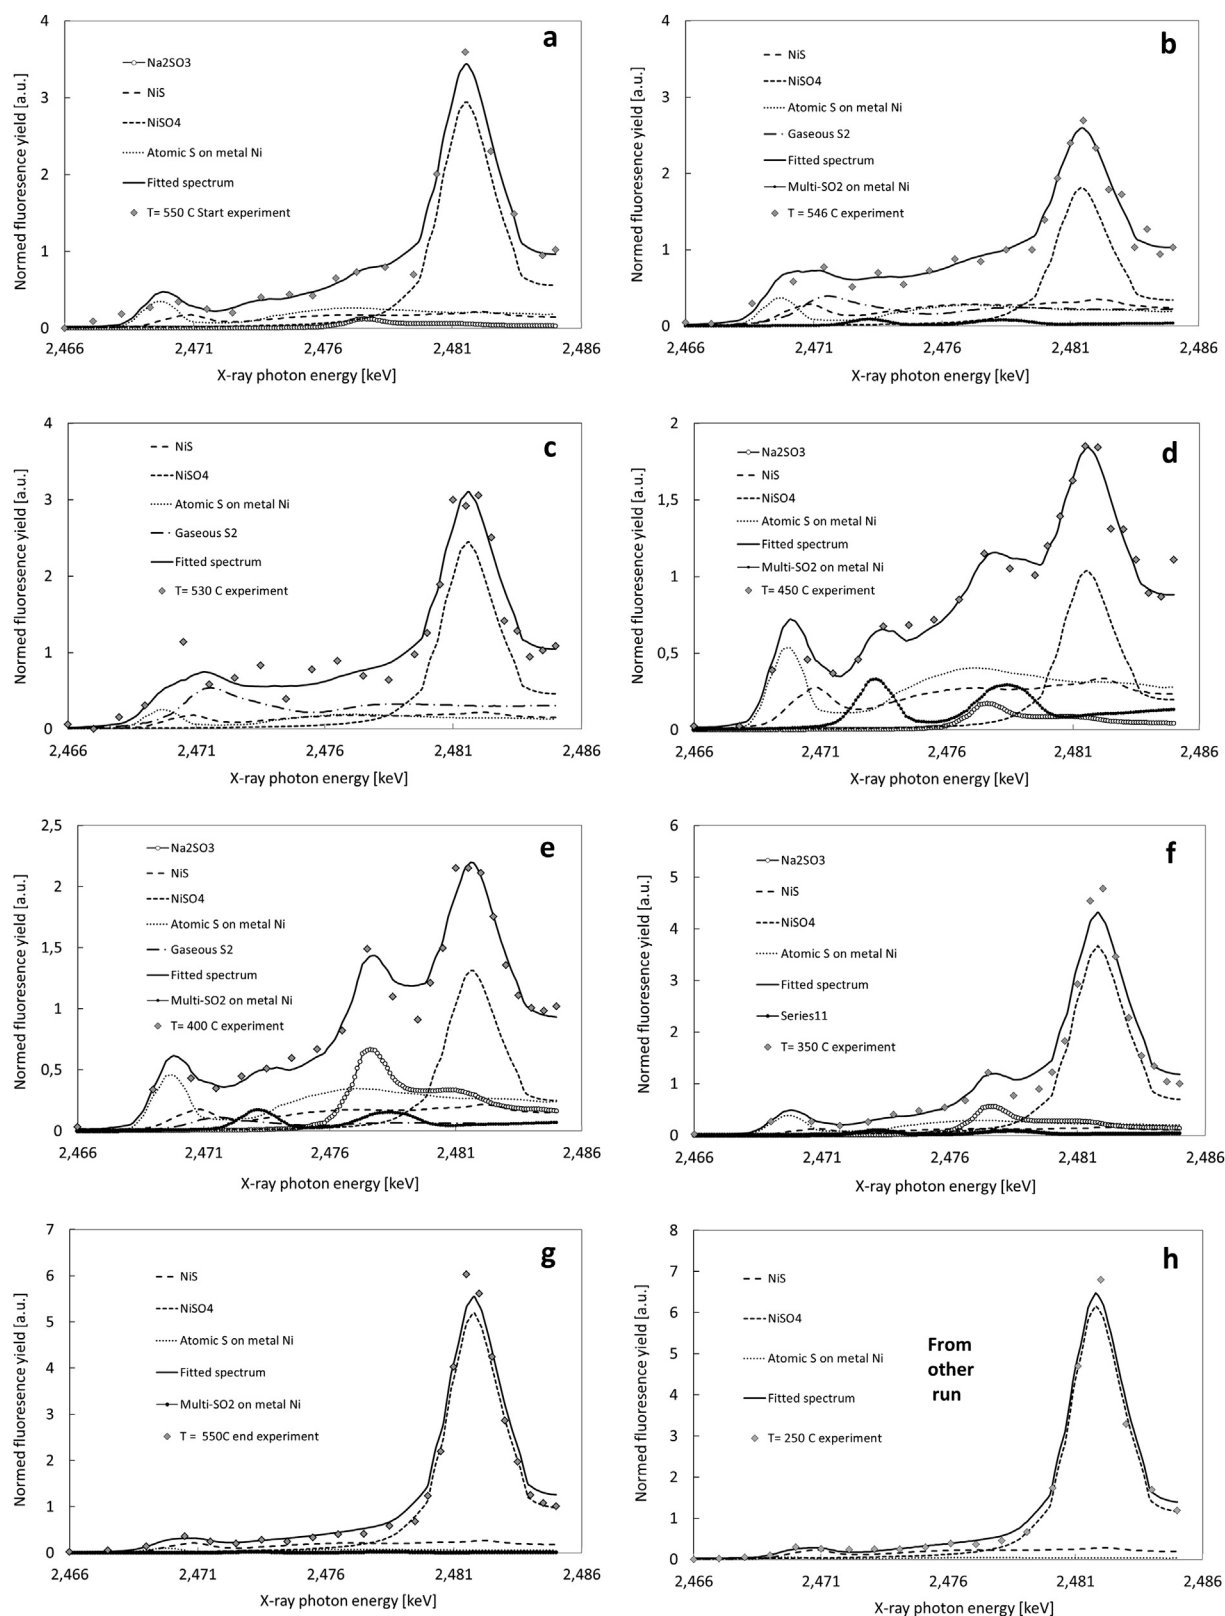 a
Normed fluoresence yield [a.u.]
4
3
2
1
0
Na2SO3
NiS
NiSO4
Atomic S on metal Ni
Fitted spectrum
T= 550 C Start experiment
2,466 2,471 2,476 2,481 2,486
X-ray photon energy [keV]
b
Normed fluoresence yield [a.u.]
4
3
2
1
0
NiS
NiSO4
Atomic S on metal Ni
Gaseous S2
Fitted spectrum
Multi-SO2 on metal Ni
T = 546 C experiment
2,466 2,471 2,476 2,481 2,486
X-ray photon energy [keV]
c
Normed fluoresence yield [a.u.]
4
3
2
1
0
NiS
NiSO4
Atomic S on metal Ni
Gaseous S2
Fitted spectrum
T= 530 C experiment
2,466 2,471 2,476 2,481 2,486
X-ray photon energy [keV]
d
Normed fluoresence yield [a.u.]
2
1,5
1
0,5
0
Na2SO3
NiS
NiSO4
Atomic S on metal Ni
Fitted spectrum
Multi-SO2 on metal Ni
T= 450 C experiment
2,466 2,471 2,476 2,481 2,486
X-ray photon energy [keV]
e
Normed fluoresence yield [a.u.]
2,5
2
1,5
1
0,5
0
Na2SO3
NiS
NiSO4
Atomic S on metal Ni
Gaseous S2
Fitted spectrum
Multi-SO2 on metal Ni
T= 400 C experiment
2,466 2,471 2,476 2,481 2,486
X-ray photon energy [keV]
f
Normed fluoresence yield [a.u.]
6
5
4
3
2
1
0
Na2SO3
NiS
NiSO4
Atomic S on metal Ni
Fitted spectrum
Series11
T= 350 C experiment
2,466 2,471 2,476 2,481 2,486
X-ray photon energy [keV]
g
Normed fluoresence yield [a.u.]
7
6
5
4
3
2
1
0
NiS
NiSO4
Atomic S on metal Ni
Fitted spectrum
Multi-SO2 on metal Ni
T = 550C end experiment
2,466 2,471 2,476 2,481 2,486
X-ray photon energy [keV]
h
Normed fluoresence yield [a.u.]
8
7
6
5
4
3
2
1
0
NiS
NiSO4
Atomic S on metal Ni
Fitted spectrum
T= 250 C experiment
From
other
run
2,466 2,471 2,476 2,481 2,486
X-ray photon energy [keV]